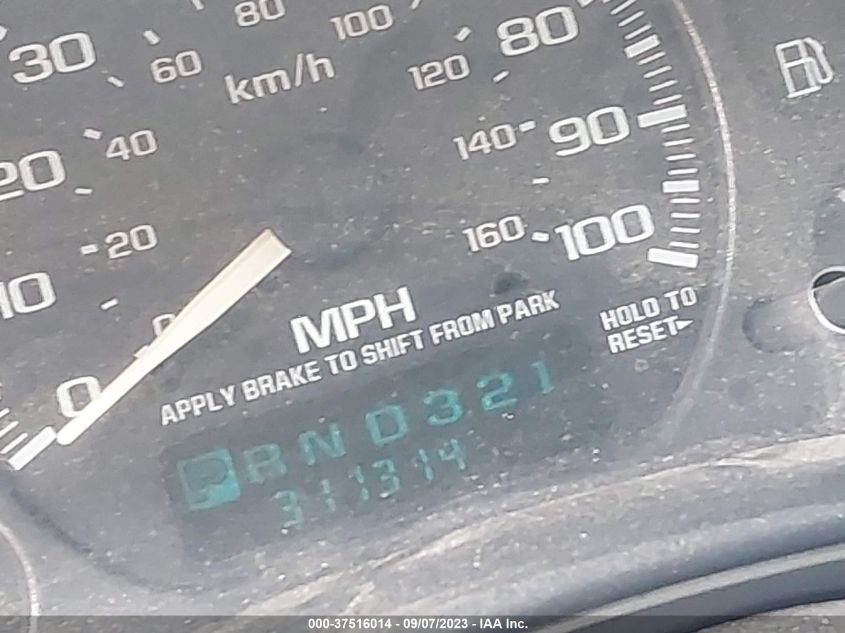 80
100
80
30
60
km/h
120
40
140
90
20
20
160
100
10
0
MPH
HOLD TO
RESET
APPLY BRAKE TO SHIFT FROM PARK
0
P R N D 3 2 1
311314
000-37516014 - 09/07/2023 - IAA Inc.